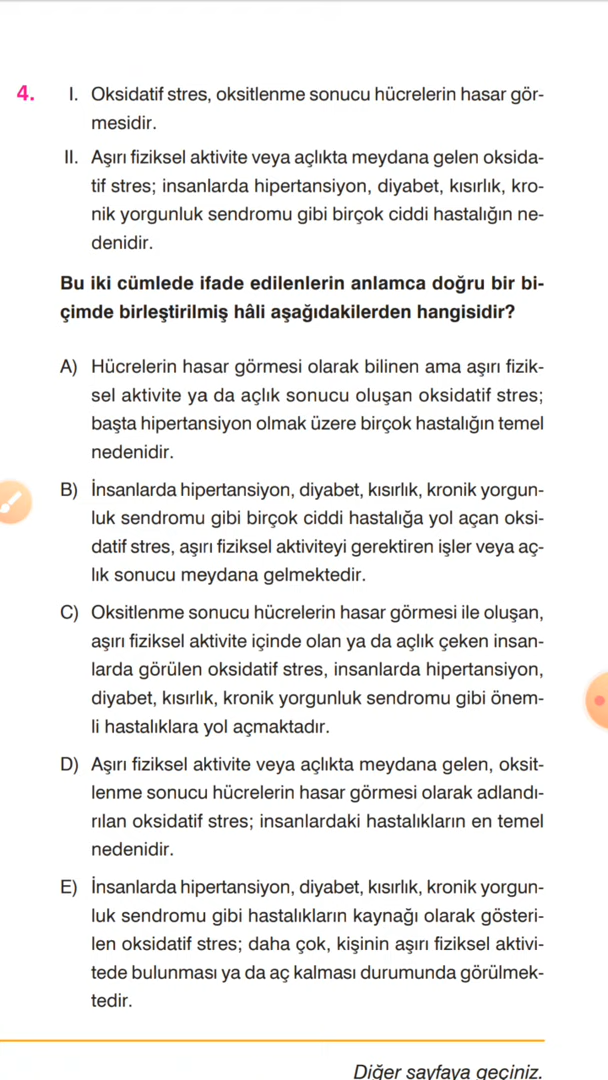 4. I. Oksidatif stres, oksitlenme sonucu hücrelerin hasar gör-
mesidir.
II. Aşırı fiziksel aktivite veya açlıkta meydana gelen oksida-
tif stres; insanlarda hipertansiyon, diyabet, kısırlık, kro-
nik yorgunluk sendromu gibi birçok ciddi hastalığın ne-
denidir.
Bu iki cümlede ifade edilenlerin anlamca doğru bir bi-
çimde birleştirilmiş hâli aşağıdakilerden hangisidir?
A) Hücrelerin hasar görmesi olarak bilinen ama aşırı fizik-
sel aktivite ya da açlık sonucu oluşan oksidatif stres;
başta hipertansiyon olmak üzere birçok hastalığın temel
nedenidir.
B) İnsanlarda hipertansiyon, diyabet, kısırlık, kronik yorgun-
luk sendromu gibi birçok ciddi hastalığa yol açan oksi-
datif stres, aşırı fiziksel aktiviteyi gerektiren işler veya aç-
lık sonucu meydana gelmektedir.
C) Oksitlenme sonucu hücrelerin hasar görmesi ile oluşan,
aşırı fiziksel aktivite içinde olan ya da açlık çeken insan-
larda görülen oksidatif stres, insanlarda hipertansiyon,
diyabet, kısırlık, kronik yorgunluk sendromu gibi önem-
li hastalıklara yol açmaktadır.
D) Aşırı fiziksel aktivite veya açlıkta meydana gelen, oksit-
lenme sonucu hücrelerin hasar görmesi olarak adlandı-
rılan oksidatif stres; insanlardaki hastalıkların en temel
nedenidir.
E) İnsanlarda hipertansiyon, diyabet, kısırlık, kronik yorgun-
luk sendromu gibi hastalıkların kaynağı olarak gösteri-
len oksidatif stres; daha çok, kişinin aşırı fiziksel aktivi-
tede bulunması ya da aç kalması durumunda görülmek-
tedir.
Diğer sayfaya geçiniz.